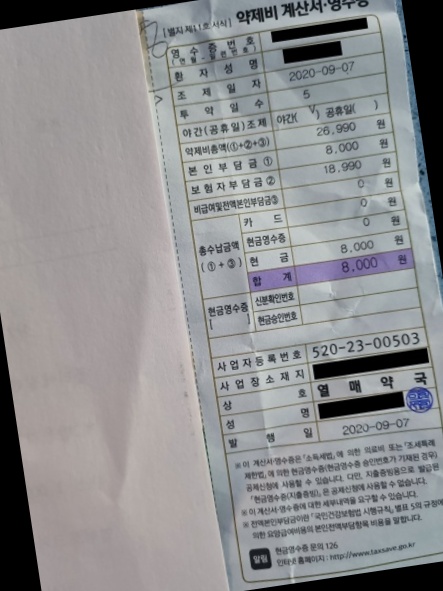 [별지 제11호 서식] 약제비 계산서·영수증
영 수 증 번 호
(연월-일련번호)
환 자 성 명
조 제 일 자 2020-09-07
투 약 일 수 5
야간(공휴일)조제 야간( V ) 공휴일( )
약제비총액(①+②+③) 26,990 원
본 인 부 담 금 ① 8,000 원
보험자부담금 ② 18,990 원
비급여및전액본인부담금③ 0 원
총수납금액 (①+③) 카 드 0 원
현금영수증 0 원
현 금 8,000 원
합 계 8,000 원
현금영수증 [ ] 신분확인번호
현금승인번호
사 업 자 등 록 번 호 520-23-00503
사 업 장 소 재 지
상 호 열 매 약 국
성 명
발 행 일 2020-09-07
※ 이 계산서·영수증은 「소득세법」에 의한 의료비 또는 「조세특례
제한법」에 의한 현금영수증(현금영수증 승인번호가 기재된 경우)
공제신청에 사용할 수 있습니다. 다만, 지출증빙용으로 발급된
「현금영수증(지출증빙)」은 공제신청에 사용할 수 없습니다.
※ 이 계산서·영수증에 대한 세부내역을 요구할 수 있습니다.
※ 전액본인부담금이란 「국민건강보험법 시행규칙」 별표 5의 규정에
의한 요양급여비용의 본인전액부담항목 비용을 말합니다.
알림 현금영수증 문의 126
인터넷 홈페이지 : http://www.taxsave.go.kr